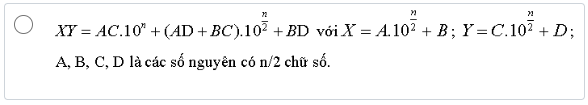 XY = AC.10^n + (AD + BC).10^{n/2} + BD với X = A.10^{n/2} + B ; Y = C.10^{n/2} + D ;
A, B, C, D là các số nguyên có n/2 chữ số.